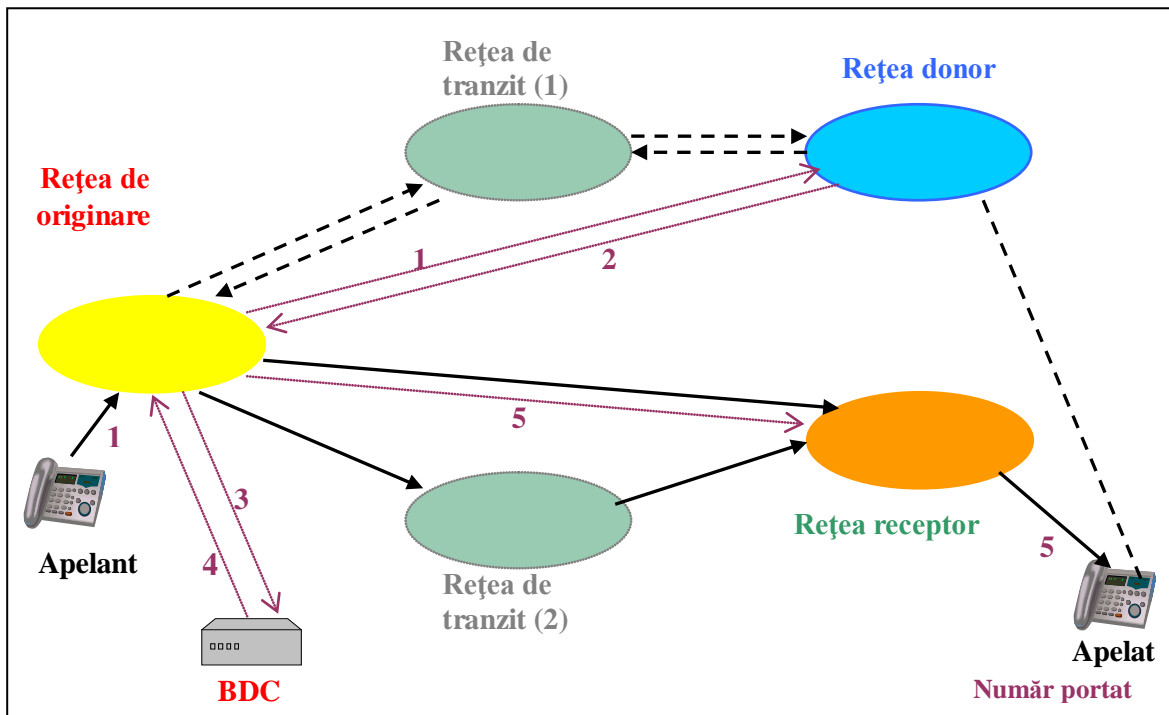 Reţea de
tranzit (1)
Reţea donor
Reţea de
originare
1
2
5
1
3
4
Apelant
BDC
Reţea de
tranzit (2)
Reţea receptor
5
Apelat
Număr portat